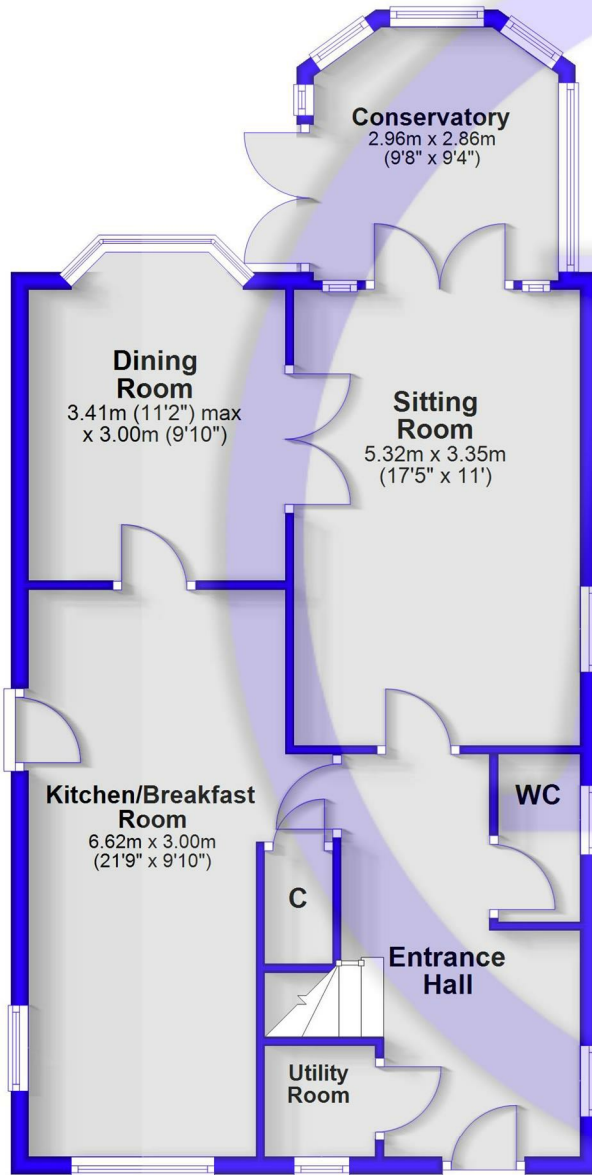 Conservatory
2.96m x 2.86m
(9'8" x 9'4")
Dining
Room
3.41m (11'2") max
x 3.00m (9'10")
Sitting
Room
5.32m x 3.35m
(17'5" x 11')
Kitchen/Breakfast
Room
6.62m x 3.00m
(21'9" x 9'10")
WC
C
Entrance
Hall
Utility
Room